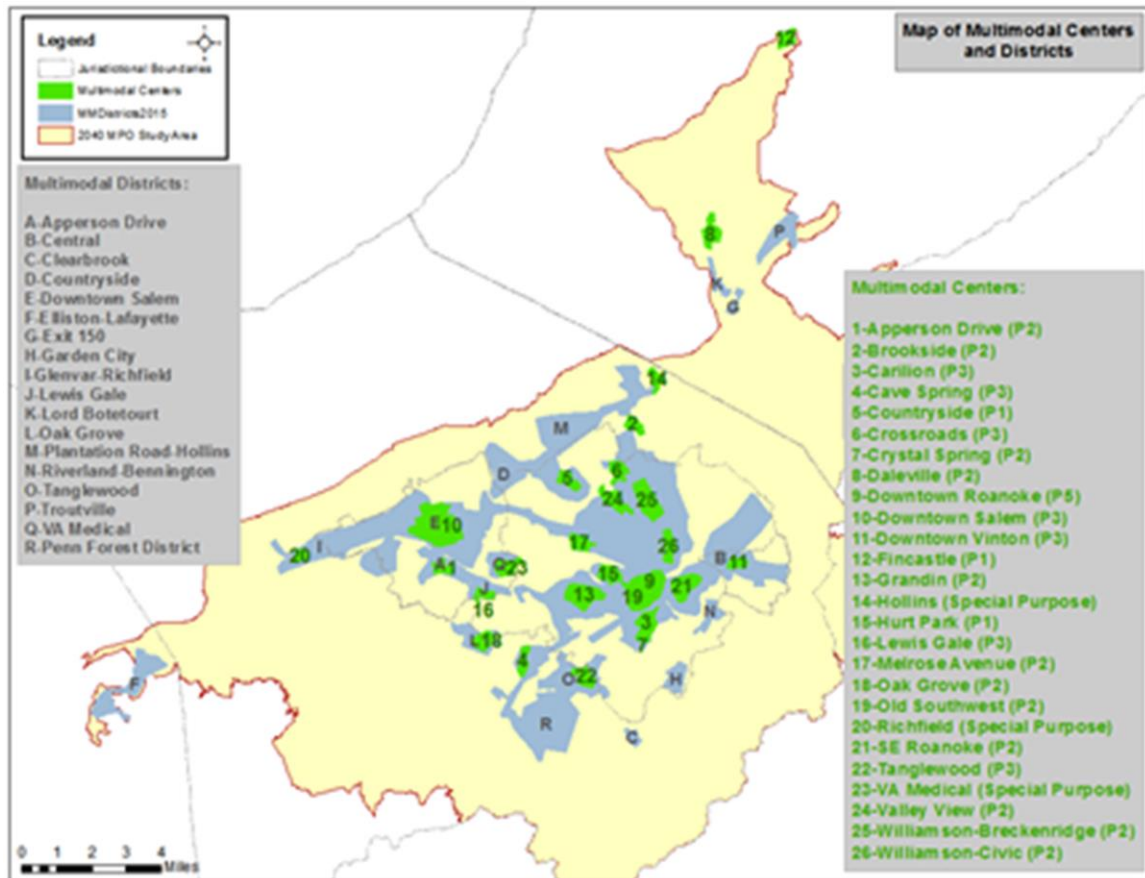 Legend
Jurisdictional Boundaries
Multimodal Centers
MMDistricts2015
2040 MPO Study Area
Map of Multimodal Centers
and Districts
Multimodal Districts:
A-Apperson Drive
B-Central
C-Clearbrook
D-Countryside
E-Downtown Salem
F-Elliston-Lafayette
G-Exit 150
H-Garden City
I-Glenvar-Richfield
J-Lewis Gale
K-Lord Botetourt
L-Oak Grove
M-Plantation Road-Hollins
N-Riverland-Bennington
O-Tanglewood
P-Troutville
Q-VA Medical
R-Penn Forest District
Multimodal Centers:
1-Apperson Drive (P2)
2-Brookside (P2)
3-Carilion (P3)
4-Cave Spring (P3)
5-Countryside (P1)
6-Crossroads (P3)
7-Crystal Spring (P2)
8-Daleville (P2)
9-Downtown Roanoke (P5)
10-Downtown Salem (P3)
11-Downtown Vinton (P3)
12-Fincastle (P1)
13-Grandin (P2)
14-Hollins (Special Purpose)
15-Hurt Park (P1)
16-Lewis Gale (P3)
17-Melrose Avenue (P2)
18-Oak Grove (P2)
19-Old Southwest (P2)
20-Richfield (Special Purpose)
21-SE Roanoke (P2)
22-Tanglewood (P3)
23-VA Medical (Special Purpose)
24-Valley View (P2)
25-Williamson-Breckenridge (P2)
26-Williamson-Civic (P2)
12
8
P
K
G
14
2
M
D
5
6
24
25
E 10
20
I
17
26
A 1
Q 23
B 11
J
15
9
21
16
13
19
N
3
L 18
7
4
O 22
H
F
R
C
0 1 2 3 4
Miles